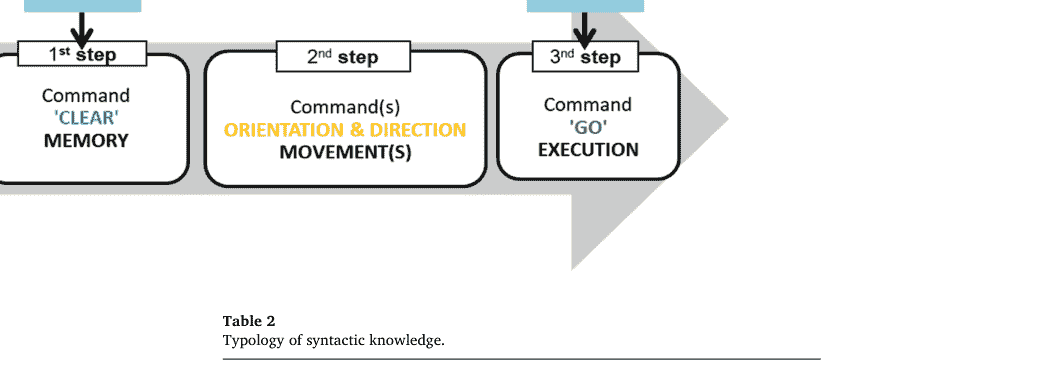 1st step
Command
'CLEAR'
MEMORY
2nd step
Command(s)
ORIENTATION & DIRECTION
MOVEMENT(S)
3nd step
Command
'GO'
EXECUTION
Table 2
Typology of syntactic knowledge.